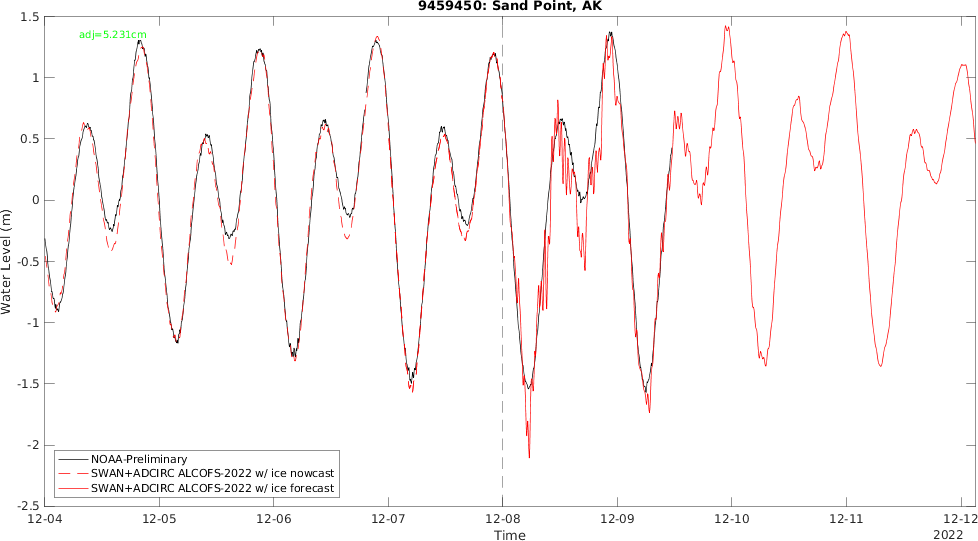 9459450: Sand Point, AK
adj=5.231cm
1.5
1
0.5
0
-0.5
-1
-1.5
-2
-2.5
Water Level (m)
NOAA-Preliminary
SWAN+ADCIRC ALCOFS-2022 w/ ice nowcast
SWAN+ADCIRC ALCOFS-2022 w/ ice forecast
12-04 12-05 12-06 12-07 12-08 12-09 12-10 12-11 12-12
Time
2022